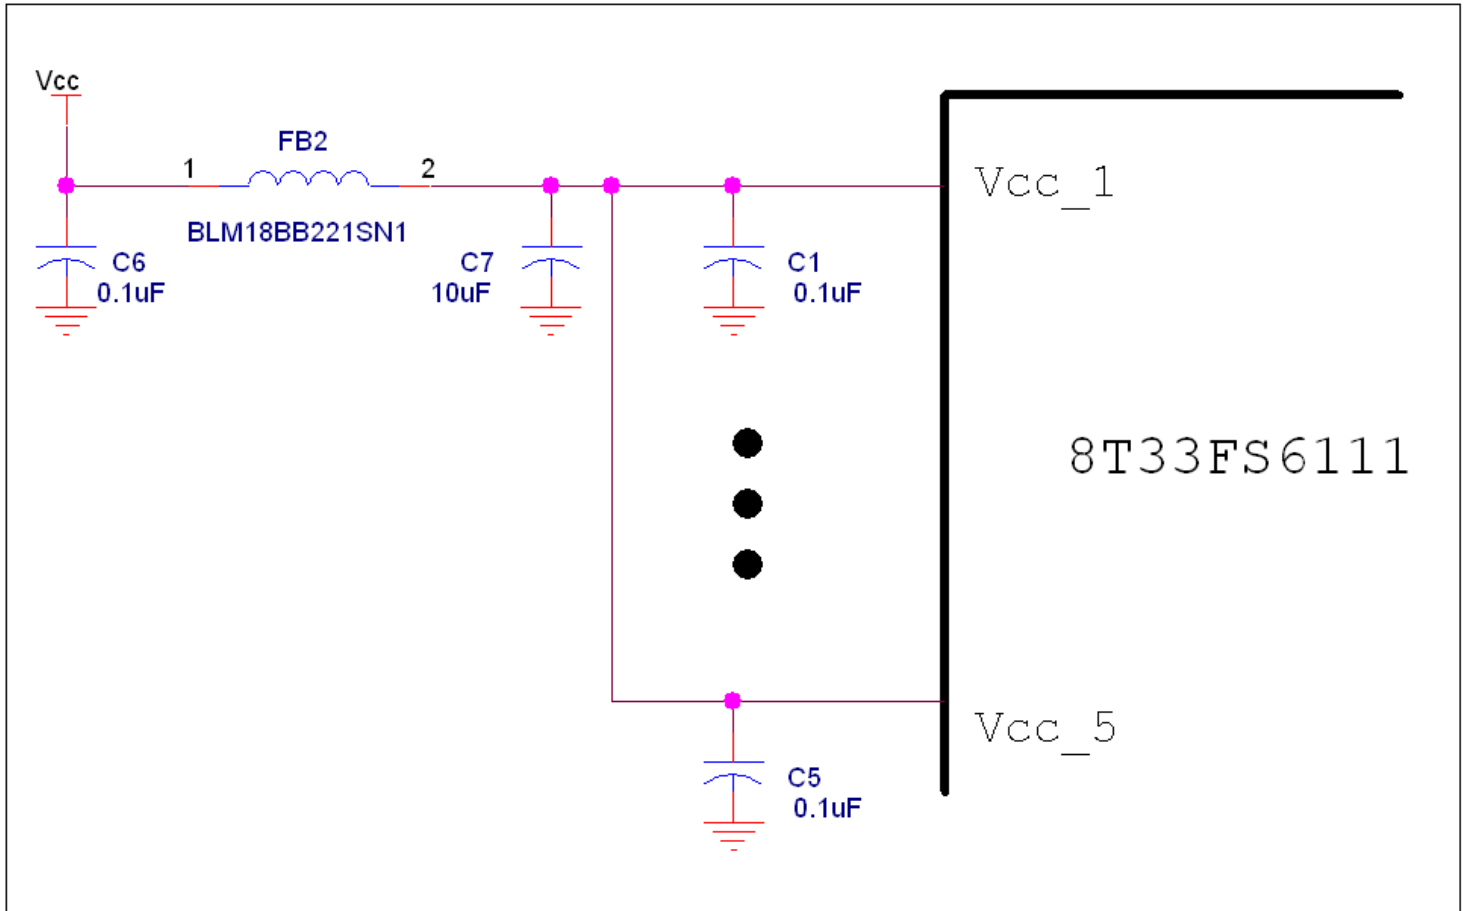 Vcc
FB2
1
2
BLM18BB221SN1
Vcc_1
C6
0.1uF
C7
10uF
C1
0.1uF
8T33FS6111
Vcc_5
C5
0.1uF